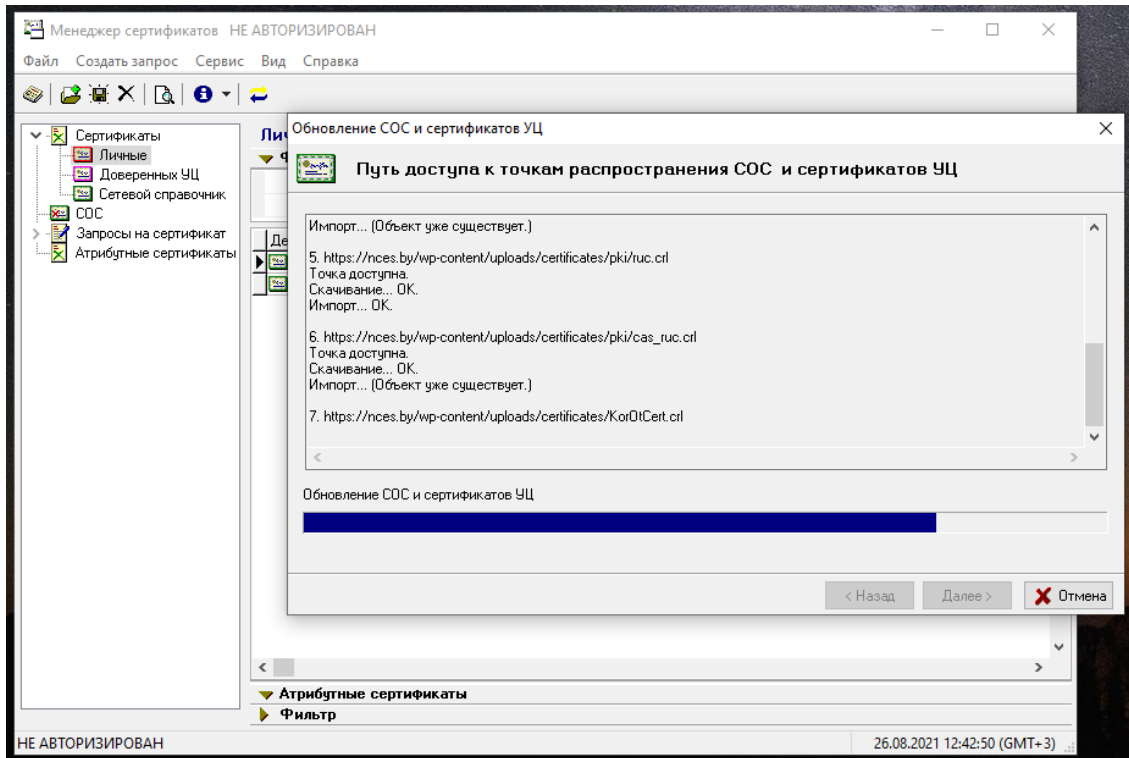 Менеджер сертификатов НЕ АВТОРИЗИРОВАН
Файл Создать запрос Сервис Вид Справка
Сертификаты
Личные
Доверенных УЦ
Сетевой справочник
СОС
Запросы на сертификат
Атрибутные сертификаты
Обновление СОС и сертификатов УЦ
Путь доступа к точкам распространения СОС и сертификатов УЦ
Импорт... (Объект уже существует.)
5. https://nces.by/wp-content/uploads/certificates/pki/ruc.crl
Точка доступна.
Скачивание... OK.
Импорт... OK.
6. https://nces.by/wp-content/uploads/certificates/pki/cas_ruc.crl
Точка доступна.
Скачивание... OK.
Импорт... (Объект уже существует.)
7. https://nces.by/wp-content/uploads/certificates/KorOtCert.crl
Обновление СОС и сертификатов УЦ
< Назад Далее > Отмена
Атрибутные сертификаты
Фильтр
НЕ АВТОРИЗИРОВАН 26.08.2021 12:42:50 (GMT+3)